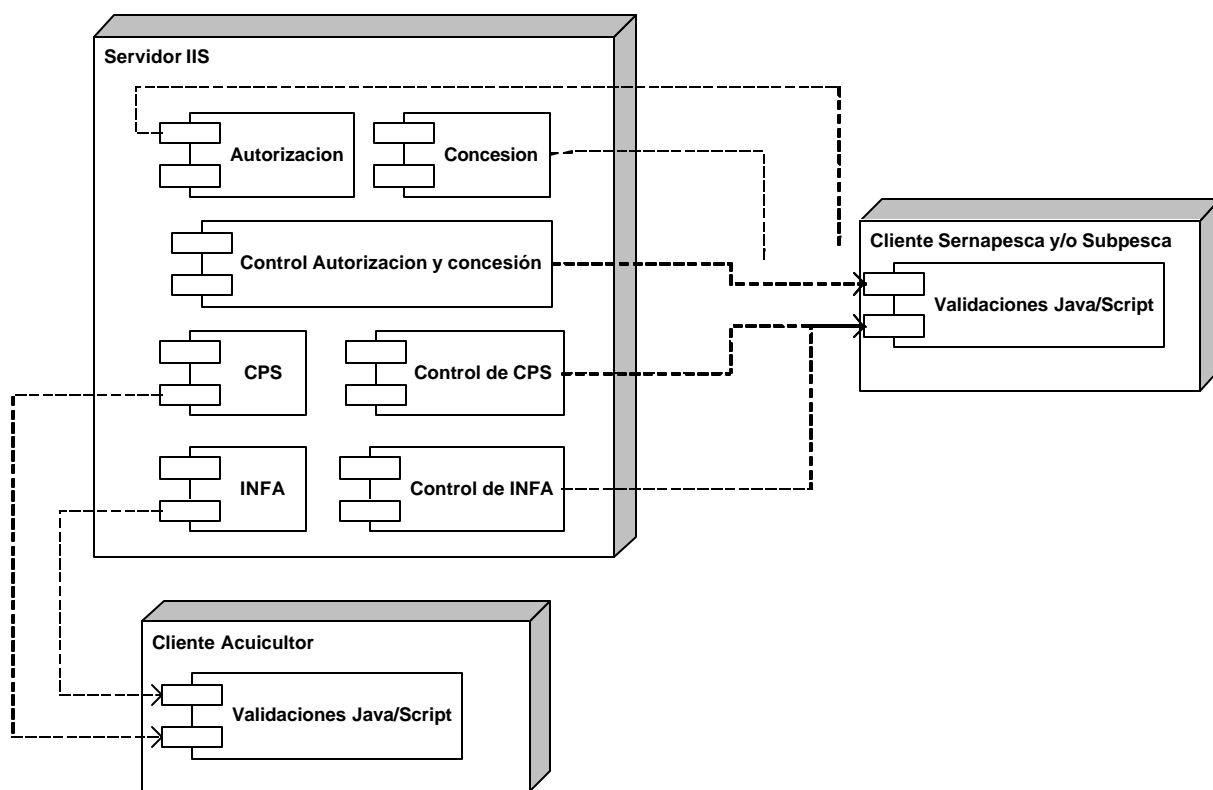 Servidor IIS
Autorizacion
Concesion
Control Autorizacion y concesión
CPS
Control de CPS
INFA
Control de INFA
Cliente Sernapesca y/o Subpesca
Validaciones Java/Script
Cliente Acuicultor
Validaciones Java/Script